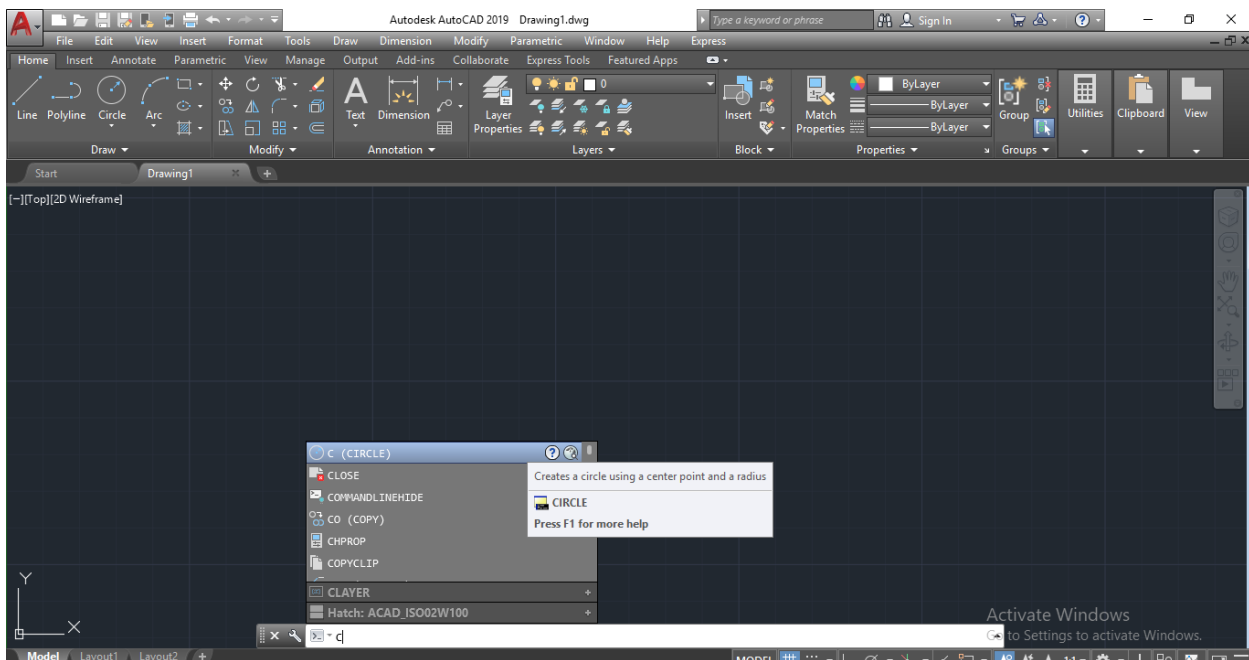 Autodesk AutoCAD 2019 Drawing1.dwg Type a keyword or phrase Sign In
File Edit View Insert Format Tools Draw Dimension Modify Parametric Window Help Express
Home Insert Annotate Parametric View Manage Output Add-ins Collaborate Express Tools Featured Apps
0 ByLayer
Line Polyline Circle Arc Text Dimension Layer Properties Insert Match Properties ByLayer Group Utilities Clipboard View
ByLayer
Draw Modify Annotation Layers Block Properties Groups
Start Drawing1
[−][Top][2D Wireframe]
C (CIRCLE)
CLOSE
COMMANDLINEHIDE
CO (COPY)
CHPROP
COPYCLIP
CLAYER
Hatch: ACAD_ISO02W100
Creates a circle using a center point and a radius
CIRCLE
Press F1 for more help
Y
X
c
Activate Windows
to Settings to activate Windows.
Model Layout1 Layout2 + MODEL 1:1